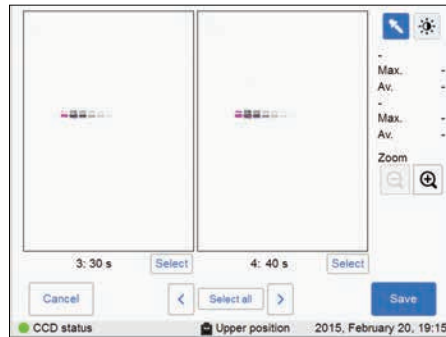 -
Max. -
Av. -
-
Max. -
Av. -
Zoom
3: 30 s Select 4: 40 s Select
Cancel < Select all > Save
CCD status Upper position 2015, February 20, 19:15